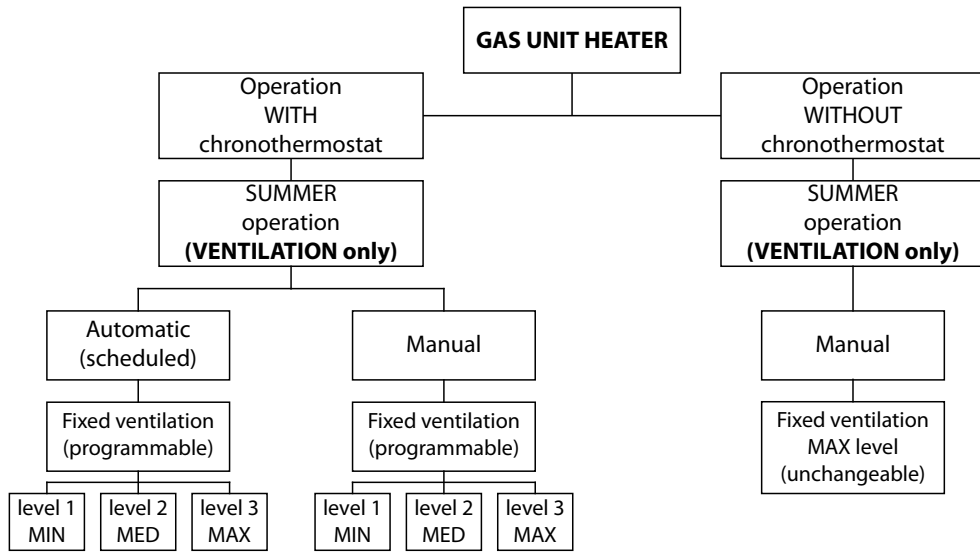 GAS UNIT HEATER
Operation
WITH
chronothermostat
Operation
WITHOUT
chronothermostat
SUMMER
operation
(VENTILATION only)
SUMMER
operation
(VENTILATION only)
Automatic
(scheduled)
Manual
Manual
Fixed ventilation
(programmable)
Fixed ventilation
(programmable)
Fixed ventilation
MAX level
(unchangeable)
level 1
MIN
level 2
MED
level 3
MAX
level 1
MIN
level 2
MED
level 3
MAX